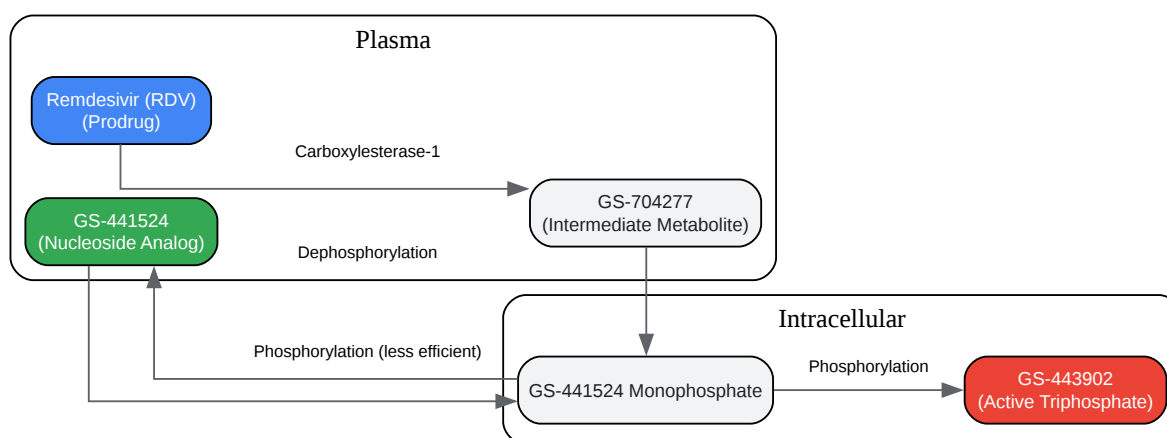 Plasma
Remdesivir (RDV)
(Prodrug)
Carboxylesterase-1
GS-704277
(Intermediate Metabolite)
GS-441524
(Nucleoside Analog)
Dephosphorylation
Intracellular
Phosphorylation (less efficient)
GS-441524 Monophosphate
Phosphorylation
GS-443902
(Active Triphosphate)